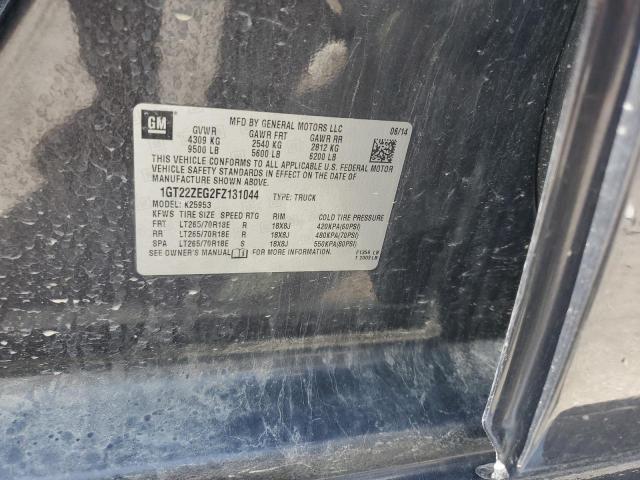 GM
MFD BY GENERAL MOTORS LLC
06/14
GVWR GAWR FRT GAWR RR
4309 KG 2540 KG 2812 KG
9500 LB 5600 LB 6200 LB
THIS VEHICLE CONFORMS TO ALL APPLICABLE U.S. FEDERAL MOTOR
VEHICLE SAFETY STANDARDS IN EFFECT ON THE DATE OF
MANUFACTURE SHOWN ABOVE.
1GT22ZEG2FZ131044 TYPE: TRUCK
MODEL: K25953
KFWS TIRE SIZE SPEED RTG RIM COLD TIRE PRESSURE
FRT LT265/70R18E R 18X8J 420KPA(60PSI)
RR LT265/70R18E R 18X8J 480KPA(70PSI)
SPA LT265/70R18E S 18X8J 550KPA(80PSI)
SEE OWNER'S MANUAL FOR MORE INFORMATION.